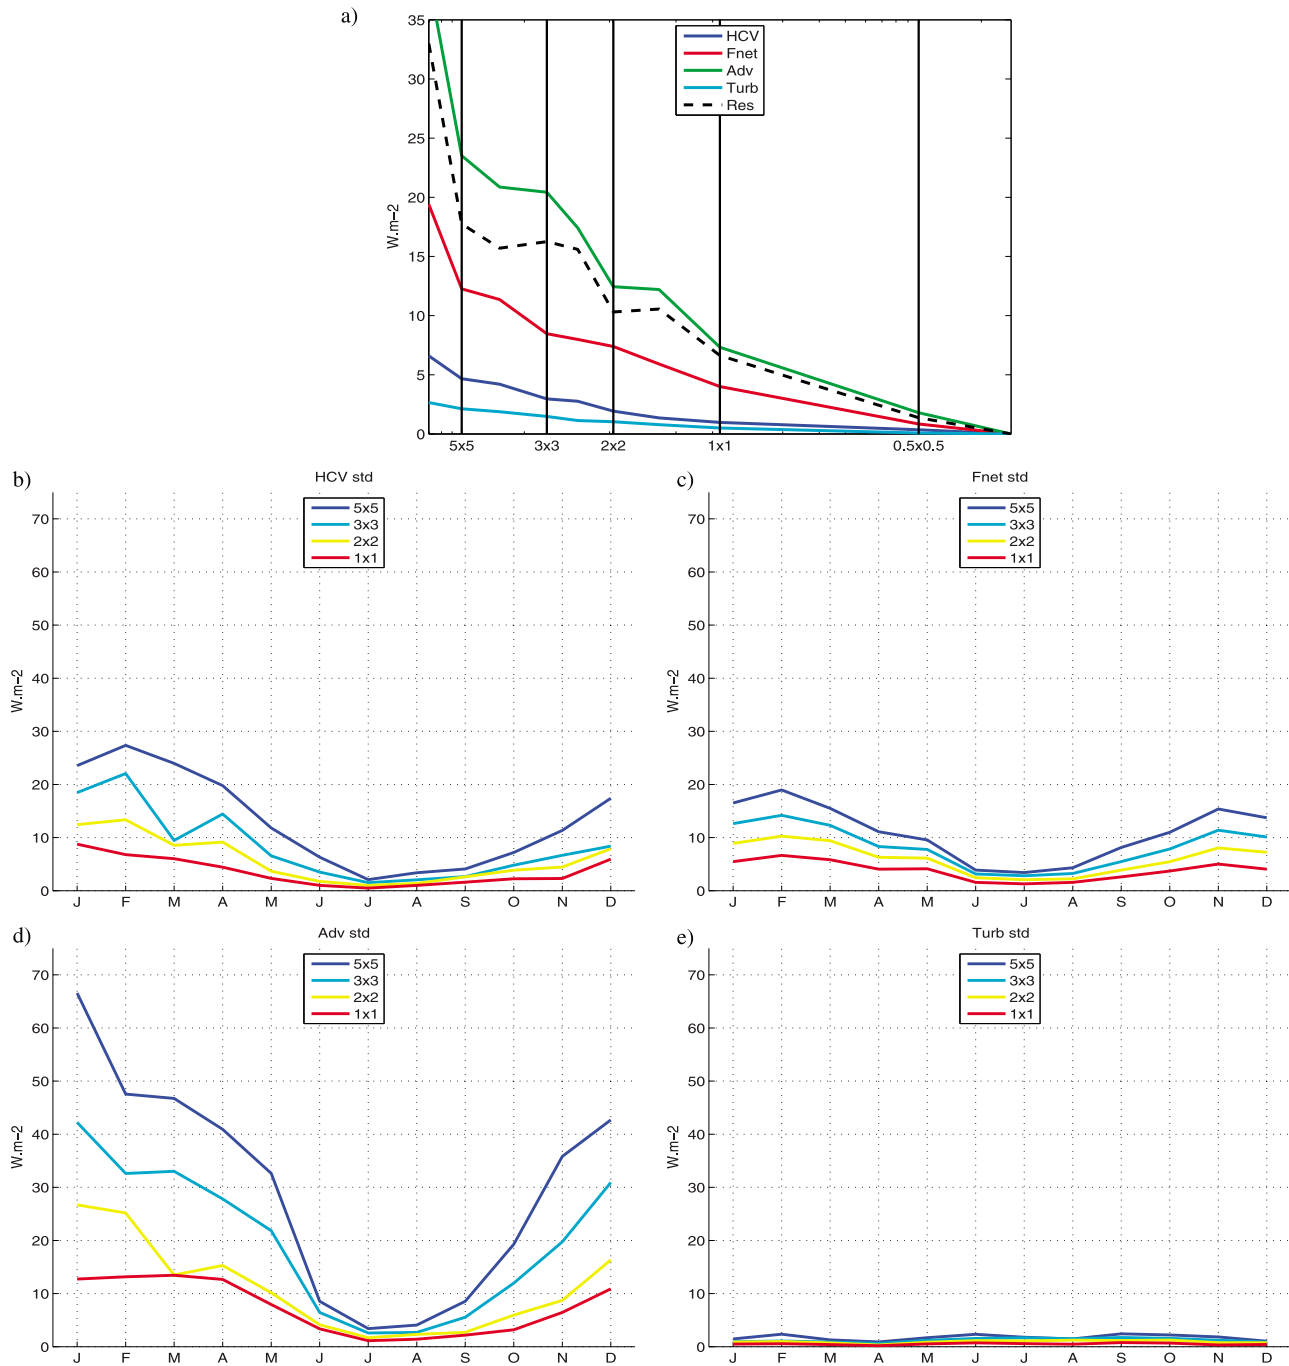 a)
35
30
25
20
15
10
5
0
W.m−2
HCV
Fnet
Adv
Turb
Res
5x5 3x3 2x2 1x1 0.5x0.5
b)
HCV std
5x5
3x3
2x2
1x1
70
60
50
40
30
20
10
0
W.m−2
J F M A M J J A S O N D
c)
Fnet std
5x5
3x3
2x2
1x1
70
60
50
40
30
20
10
0
W.m−2
J F M A M J J A S O N D
d)
Adv std
5x5
3x3
2x2
1x1
70
60
50
40
30
20
10
0
W.m−2
J F M A M J J A S O N D
e)
Turb std
5x5
3x3
2x2
1x1
70
60
50
40
30
20
10
0
W.m−2
J F M A M J J A S O N D